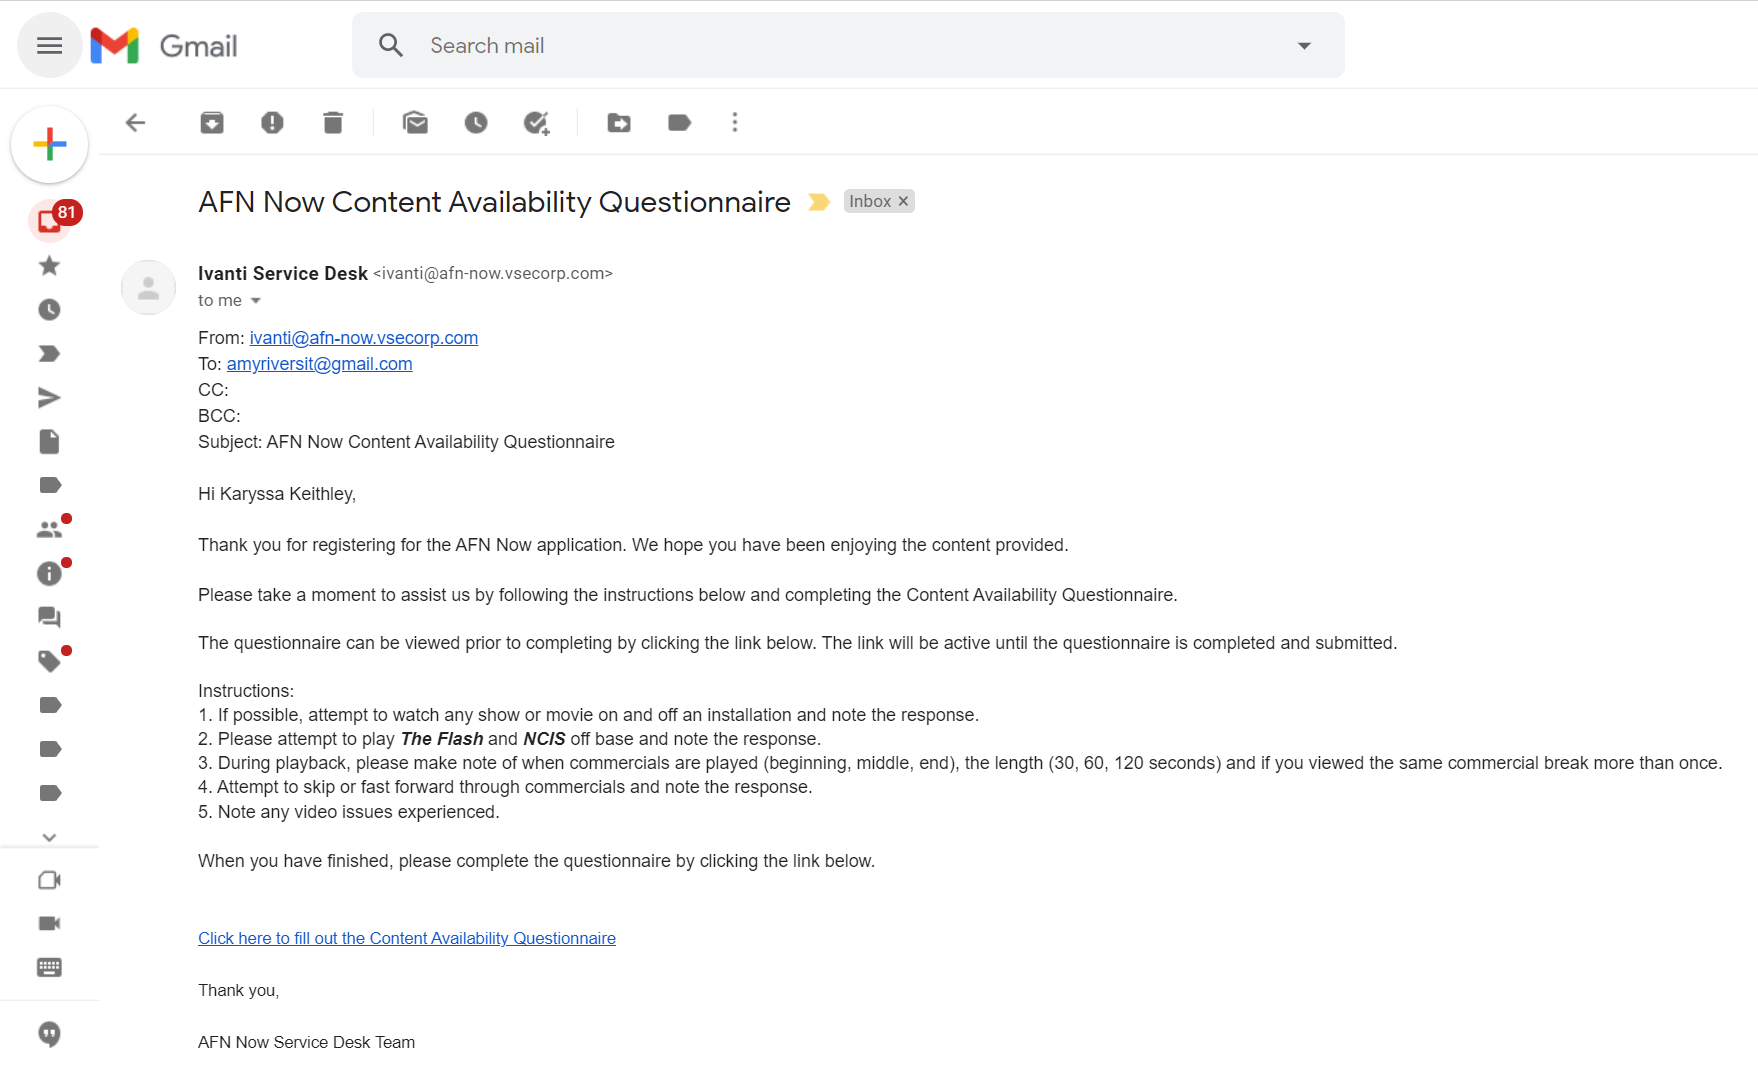 Gmail
Search mail
81
AFN Now Content Availability Questionnaire Inbox ×
Ivanti Service Desk <ivanti@afn-now.vsecorp.com>
to me
From: ivanti@afn-now.vsecorp.com
To: amyriversit@gmail.com
CC:
BCC:
Subject: AFN Now Content Availability Questionnaire
Hi Karyssa Keithley,
Thank you for registering for the AFN Now application. We hope you have been enjoying the content provided.
Please take a moment to assist us by following the instructions below and completing the Content Availability Questionnaire.
The questionnaire can be viewed prior to completing by clicking the link below. The link will be active until the questionnaire is completed and submitted.
Instructions:
1. If possible, attempt to watch any show or movie on and off an installation and note the response.
2. Please attempt to play The Flash and NCIS off base and note the response.
3. During playback, please make note of when commercials are played (beginning, middle, end), the length (30, 60, 120 seconds) and if you viewed the same commercial break more than once.
4. Attempt to skip or fast forward through commercials and note the response.
5. Note any video issues experienced.
When you have finished, please complete the questionnaire by clicking the link below.
Click here to fill out the Content Availability Questionnaire
Thank you,
AFN Now Service Desk Team